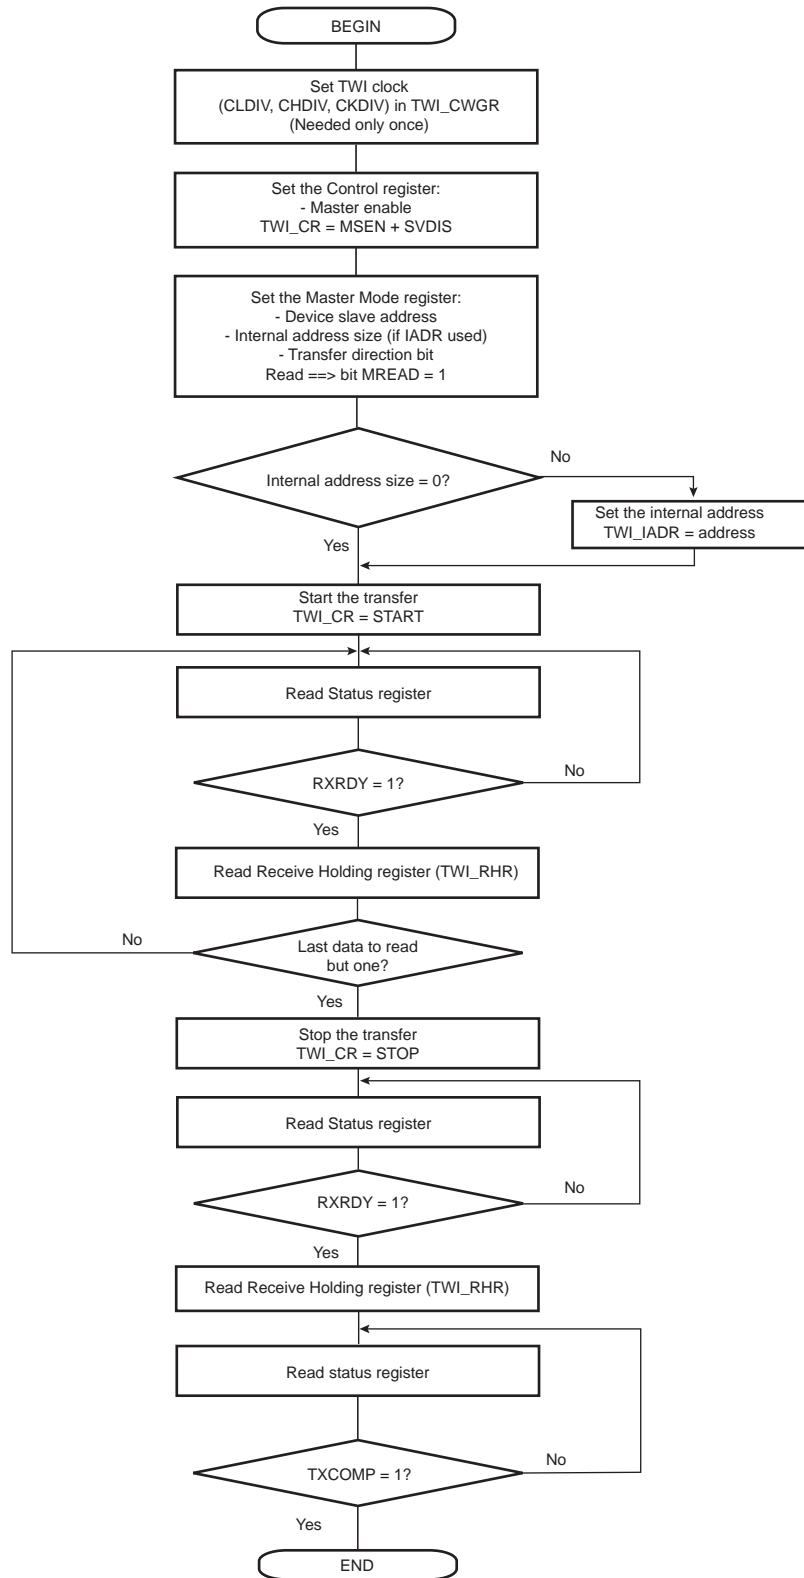 BEGIN
Set TWI clock
(CLDIV, CHDIV, CKDIV) in TWI_CWGR
(Needed only once)
Set the Control register:
- Master enable
TWI_CR = MSEN + SVDIS
Set the Master Mode register:
- Device slave address
- Internal address size (if IADR used)
- Transfer direction bit
Read ==> bit MREAD = 1
Internal address size = 0?
No
Set the internal address
TWI_IADR = address
Yes
Start the transfer
TWI_CR = START
Read Status register
RXRDY = 1?
No
Yes
Read Receive Holding register (TWI_RHR)
Last data to read
but one?
No
Yes
Stop the transfer
TWI_CR = STOP
Read Status register
RXRDY = 1?
No
Yes
Read Receive Holding register (TWI_RHR)
Read status register
TXCOMP = 1?
No
Yes
END